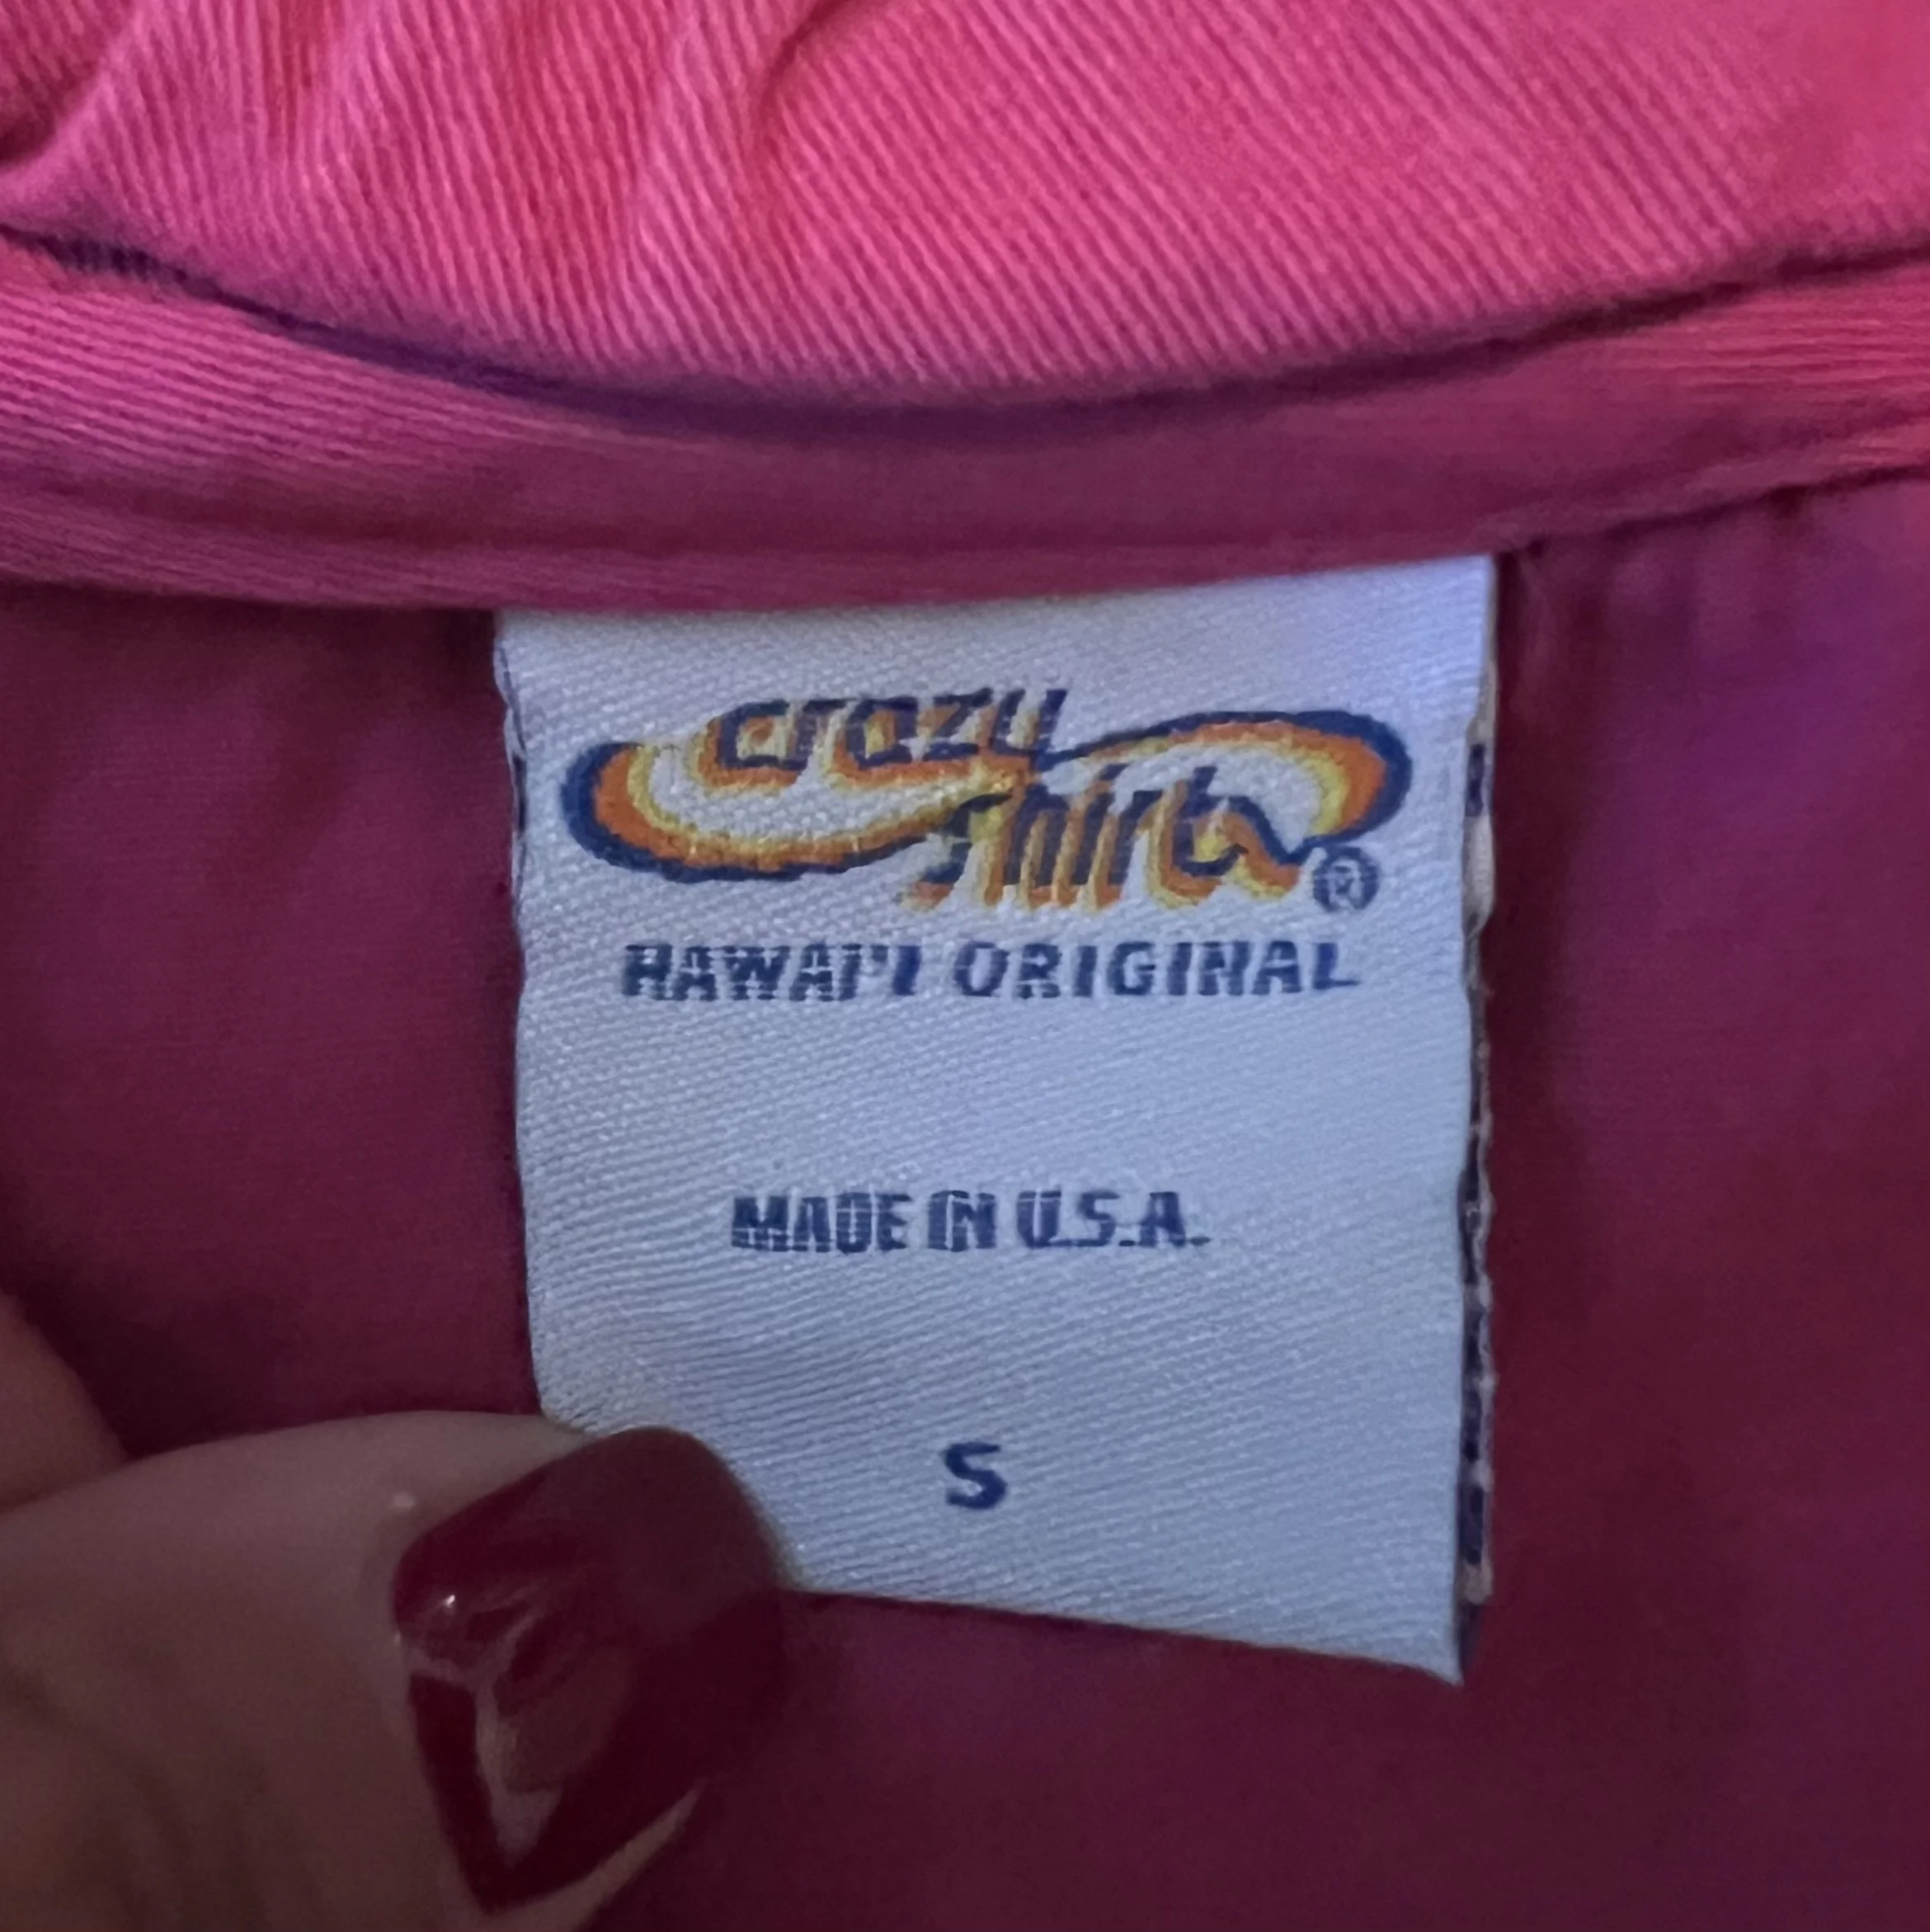 crazy
shirts®
HAWAI'I ORIGINAL
MADE IN U.S.A.
S